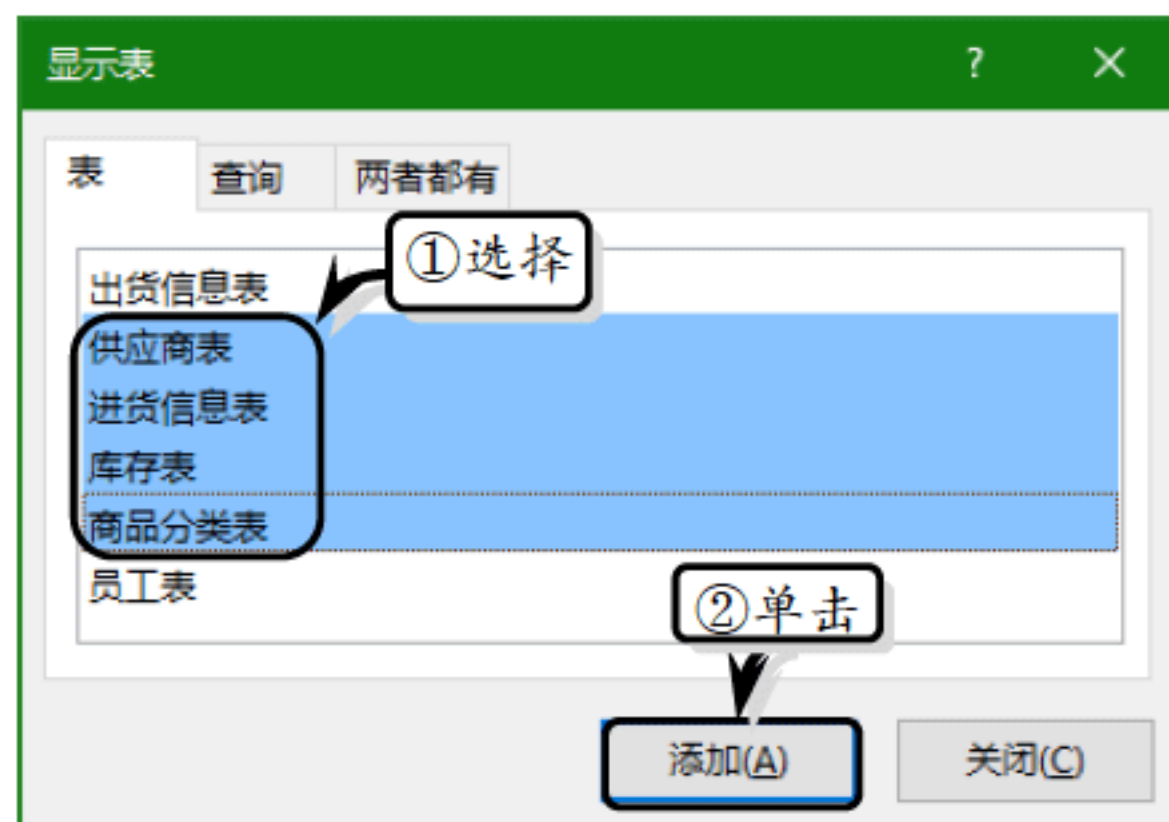 显示表 ? ×
表 查询 两者都有
①选择
出货信息表
供应商表
进货信息表
库存表
商品分类表
员工表
②单击
添加(A) 关闭(C)